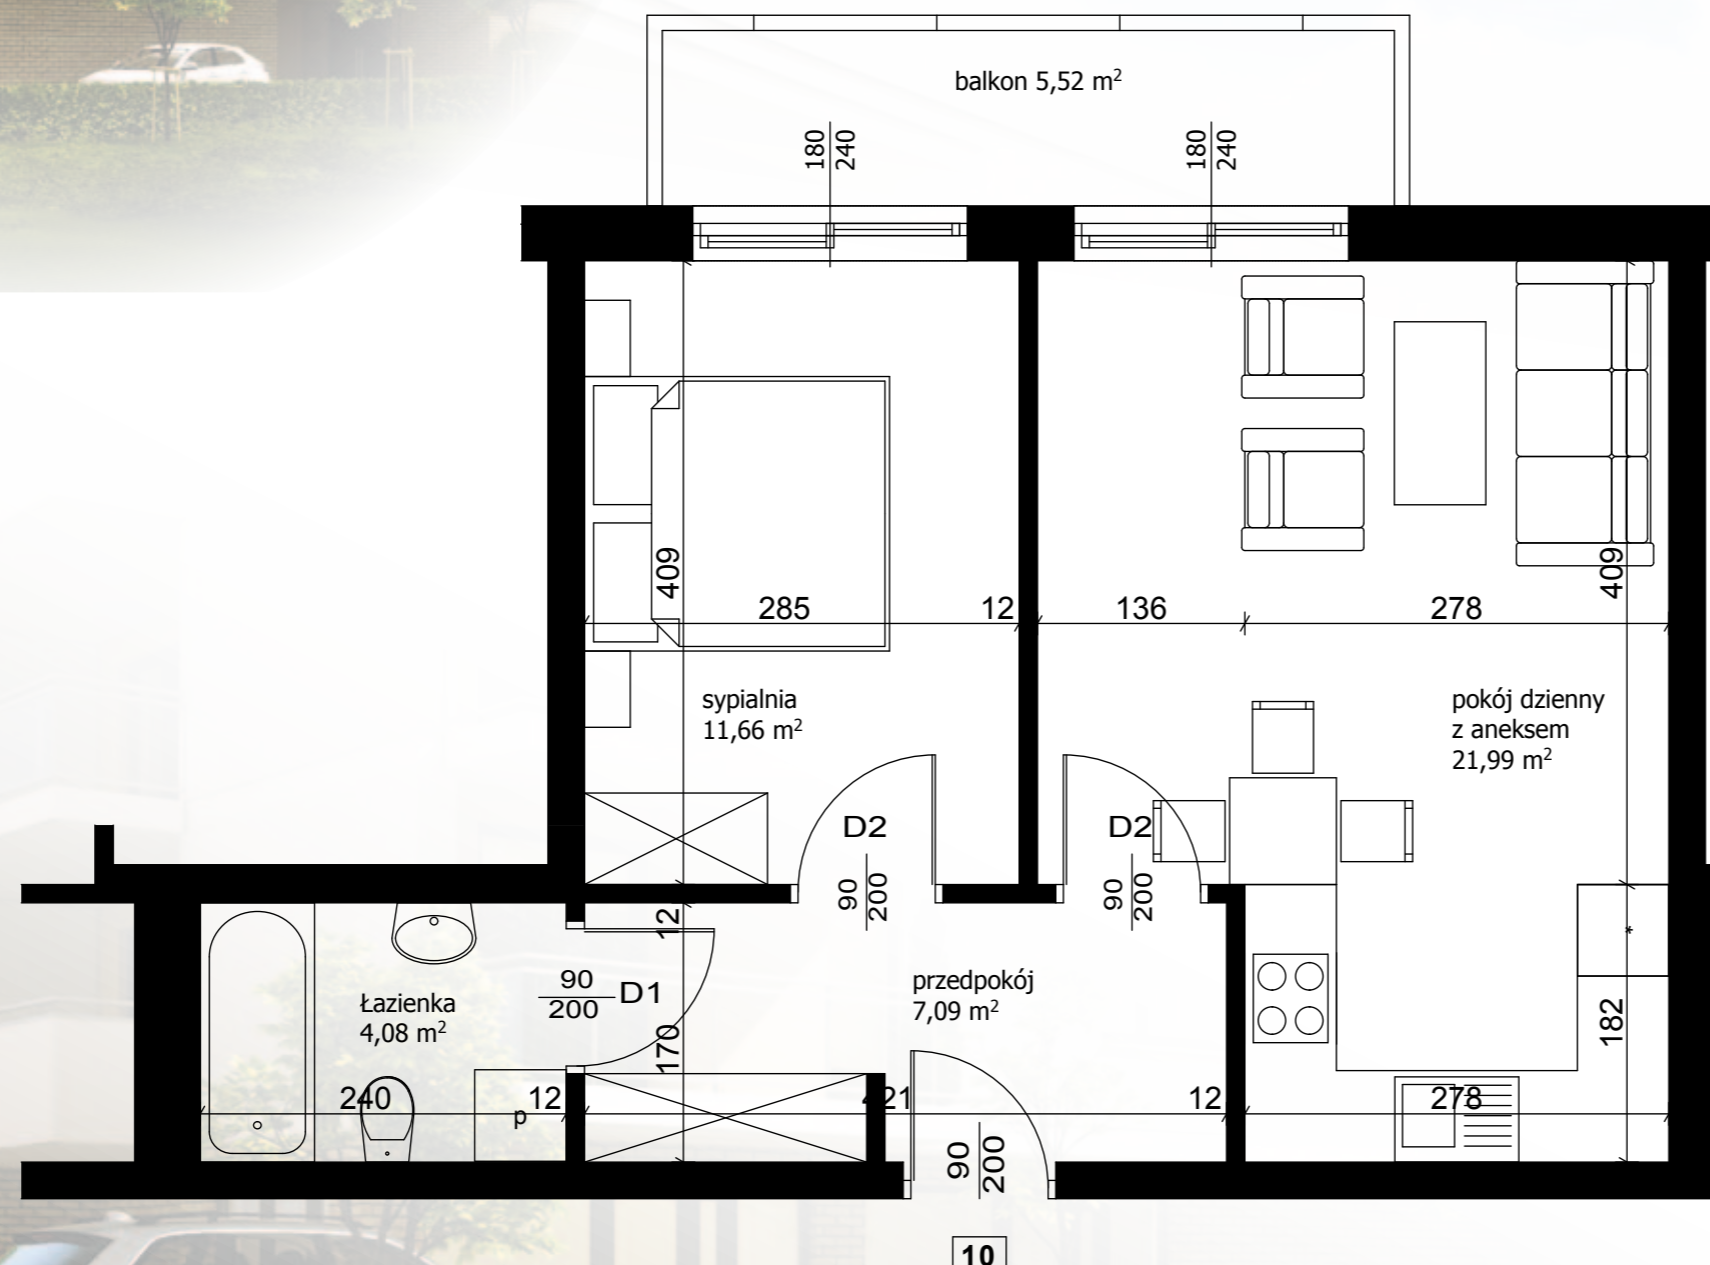 balkon 5,52 m²
180
240
180
240
409
285
12
136
278
409
sypialnia
11,66 m²
pokój dzienny
z aneksem
21,99 m²
D2
90
200
D2
90
200
12
90
200
D1
Łazienka
4,08 m²
przedpokój
7,09 m²
*
182
170
240
12
p
421
12
278
90
200
10